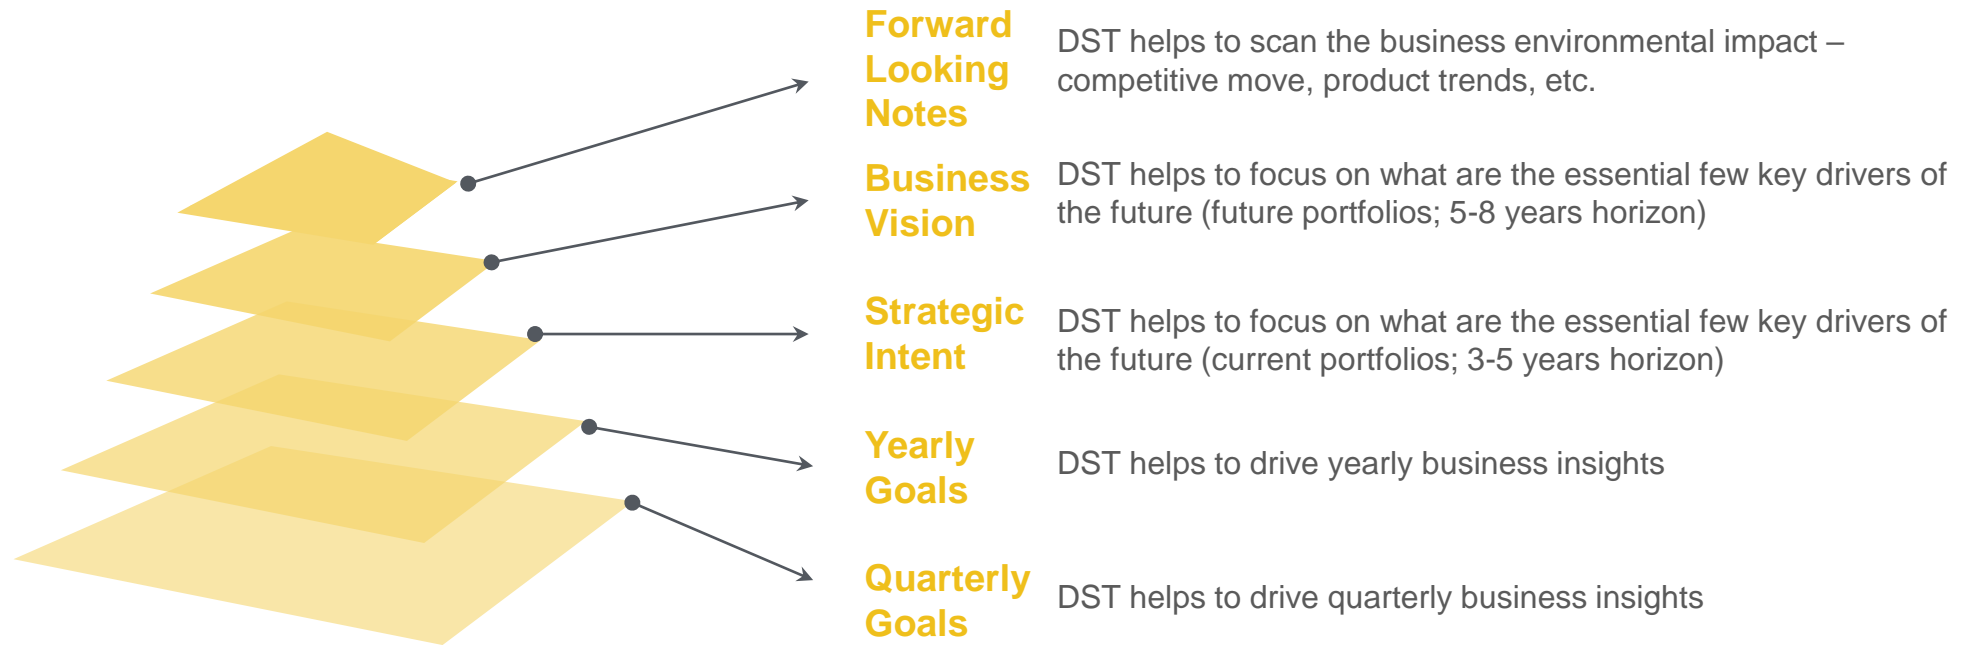 Forward
Looking
Notes
DST helps to scan the business environmental impact –
competitive move, product trends, etc.
Business
Vision
DST helps to focus on what are the essential few key drivers of
the future (future portfolios; 5-8 years horizon)
Strategic
Intent
DST helps to focus on what are the essential few key drivers of
the future (current portfolios; 3-5 years horizon)
Yearly
Goals
DST helps to drive yearly business insights
Quarterly
Goals
DST helps to drive quarterly business insights